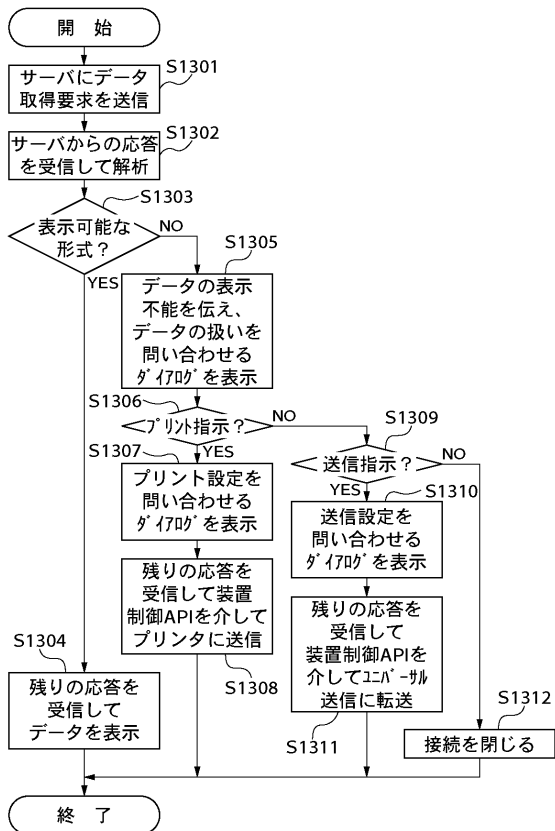 開 始
S1301
サーバにデータ
取得要求を送信
S1302
サーバからの応答
を受信して解析
S1303
表示可能な
形式？
NO
YES
S1305
データの表示
不能を伝え、
データの扱いを
問い合わせる
ﾀﾞｲｱﾛｸﾞを表示
S1306
ﾌﾟﾘﾝﾄ指示？
NO
YES
S1307
プリント設定を
問い合わせる
ﾀﾞｲｱﾛｸﾞを表示
残りの応答を
受信して装置
制御APIを介して
プリンタに送信
S1308
S1309
送信指示？
NO
YES
S1310
送信設定を
問い合わせる
ﾀﾞｲｱﾛｸﾞを表示
残りの応答を
受信して
装置制御APIを
介してﾕﾆﾊﾞｰｻﾙ
送信に転送
S1311
S1304
残りの応答を
受信して
データを表示
S1312
接続を閉じる
終 了